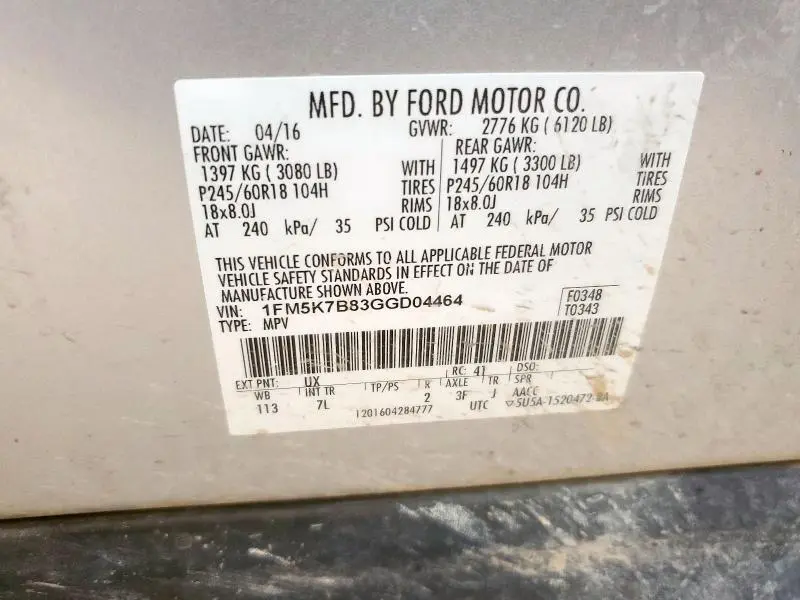 MFD. BY FORD MOTOR CO.
DATE: 04/16 GVWR: 2776 KG ( 6120 LB)
FRONT GAWR: REAR GAWR:
1397 KG ( 3080 LB) WITH 1497 KG ( 3300 LB) WITH
P245/60R18 104H TIRES P245/60R18 104H TIRES
18x8.0J RIMS 18x8.0J RIMS
AT 240 kPa/ 35 PSI COLD AT 240 kPa/ 35 PSI COLD
THIS VEHICLE CONFORMS TO ALL APPLICABLE FEDERAL MOTOR
VEHICLE SAFETY STANDARDS IN EFFECT ON THE DATE OF
MANUFACTURE SHOWN ABOVE.
VIN: 1FM5K7B83GGD04464 F0348
TYPE: MPV T0343
EXT PNT: UX RC: 41 DSO:
WB INT TR TP/PS R AXLE TR SPR
113 7L 2 3F J AACC
1201604284777 UTC ▽5U5A-1520472-BA